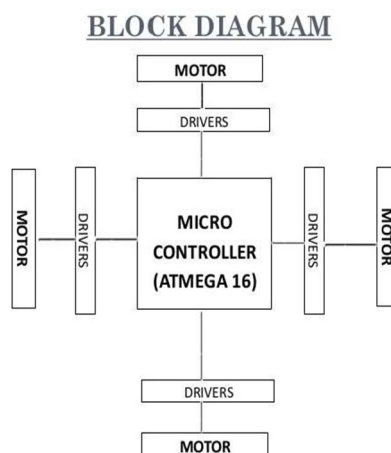 BLOCK DIAGRAM
MOTOR
DRIVERS
MOTOR
DRIVERS
MICRO
CONTROLLER
(ATMEGA 16)
DRIVERS
MOTOR
DRIVERS
MOTOR